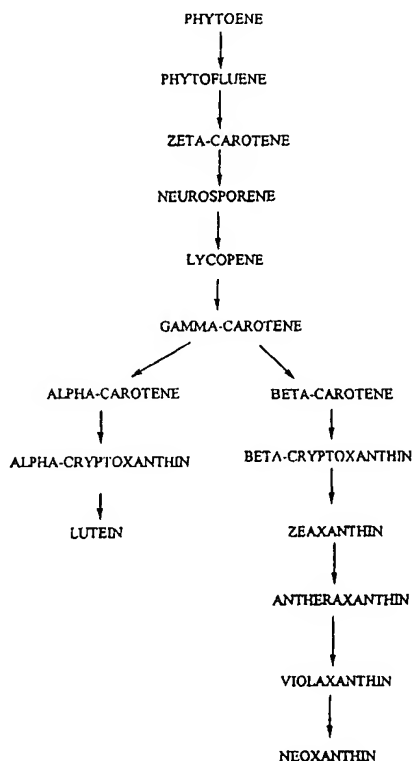 PHYTOENE
PHYTOFLUENE
ZETA-CAROTENE
NEUROSPORENE
LYCOPENE
GAMMA-CAROTENE
ALPHA-CAROTENE BETA-CAROTENE
ALPHA-CRYPTOXANTHIN BETA-CRYPTOXANTHIN
LUTEIN ZEAXANTHIN
ANTHERAXANTHIN
VIOLAXANTHIN
NEOXANTHIN